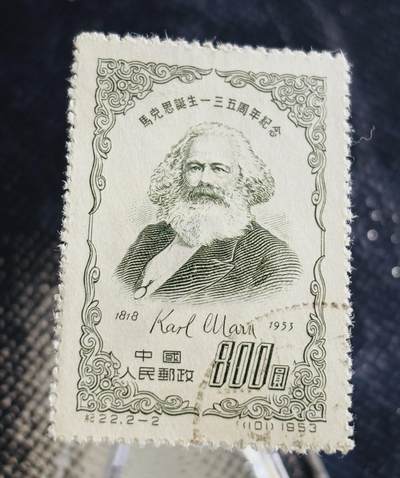 馬克思誕生一三五周年紀念
1818 Karl Marx 1953
中國
人民郵政 800圓
紀22.2-2 (101) 1953